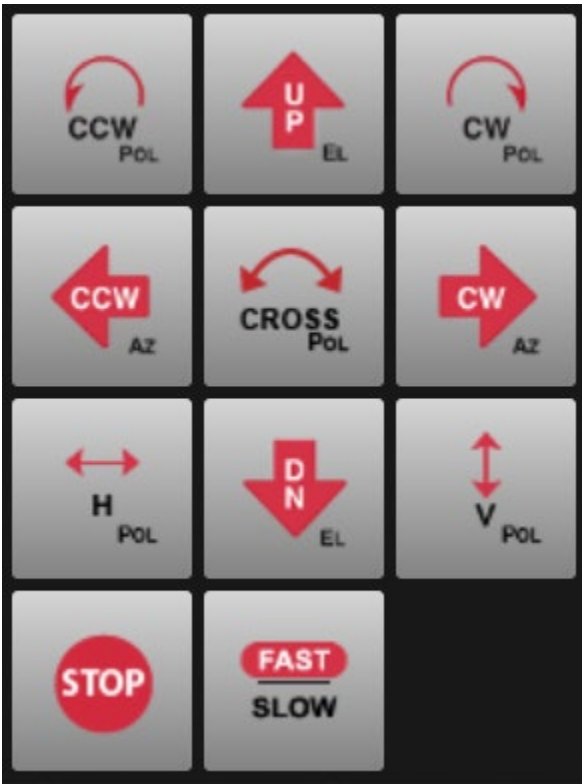 CCW
POL
UP
EL
CW
POL
CCW
AZ
CROSS
POL
CW
AZ
H
POL
DN
EL
V
POL
STOP
FAST
SLOW